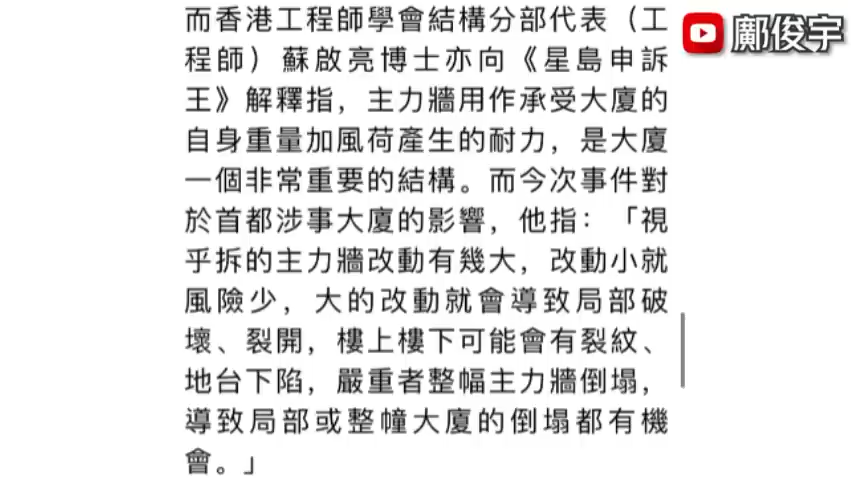 而香港工程師學會結構分部代表（工
程師）蘇啟亮博士亦向《星島申訴
王》解釋指，主力牆用作承受大廈的
自身重量加風荷產生的耐力，是大廈
一個非常重要的結構。而今次事件對
於首都涉事大廈的影響，他指：「視
乎拆的主力牆改動有幾大，改動小就
風險少，大的改動就會導致局部破
壞、裂開，樓上樓下可能會有裂紋、
地台下陷，嚴重者整幅主力牆倒塌，
導致局部或整幢大廈的倒塌都有機
會。」
鄺俊宇